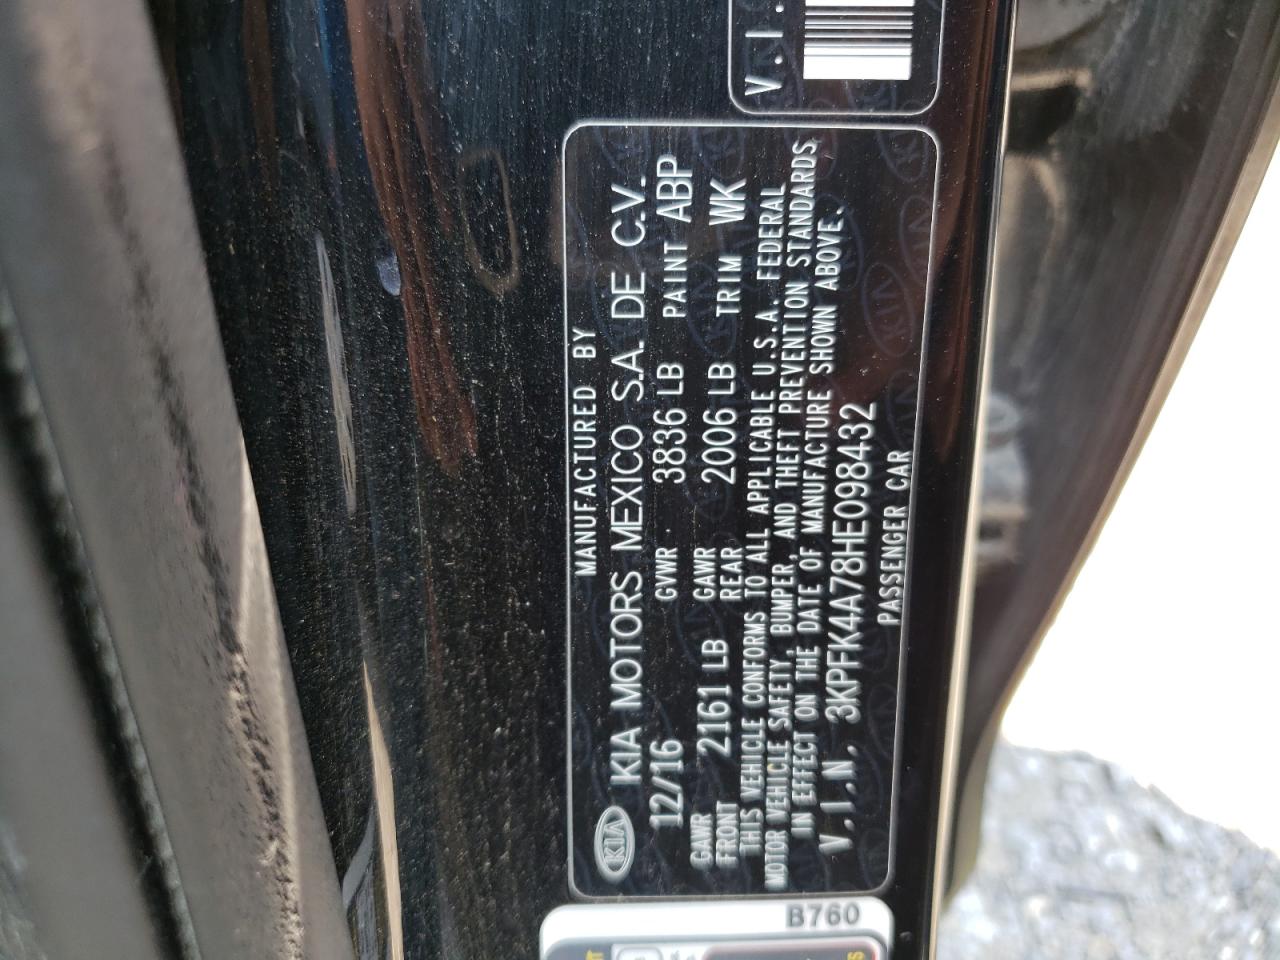 V.I.
MANUFACTURED BY
KIA KIA MOTORS MEXICO S.A. DE C.V.
12/16 GVWR 3836 LB PAINT ABP
GAWR FRONT 2161 LB GAWR REAR 2006 LB TRIM WK
THIS VEHICLE CONFORMS TO ALL APPLICABLE U.S.A. FEDERAL
MOTOR VEHICLE SAFETY, BUMPER, AND THEFT PREVENTION STANDARDS
IN EFFECT ON THE DATE OF MANUFACTURE SHOWN ABOVE.
V.I.N. 3KPFK4A78HE098432
PASSENGER CAR
B760